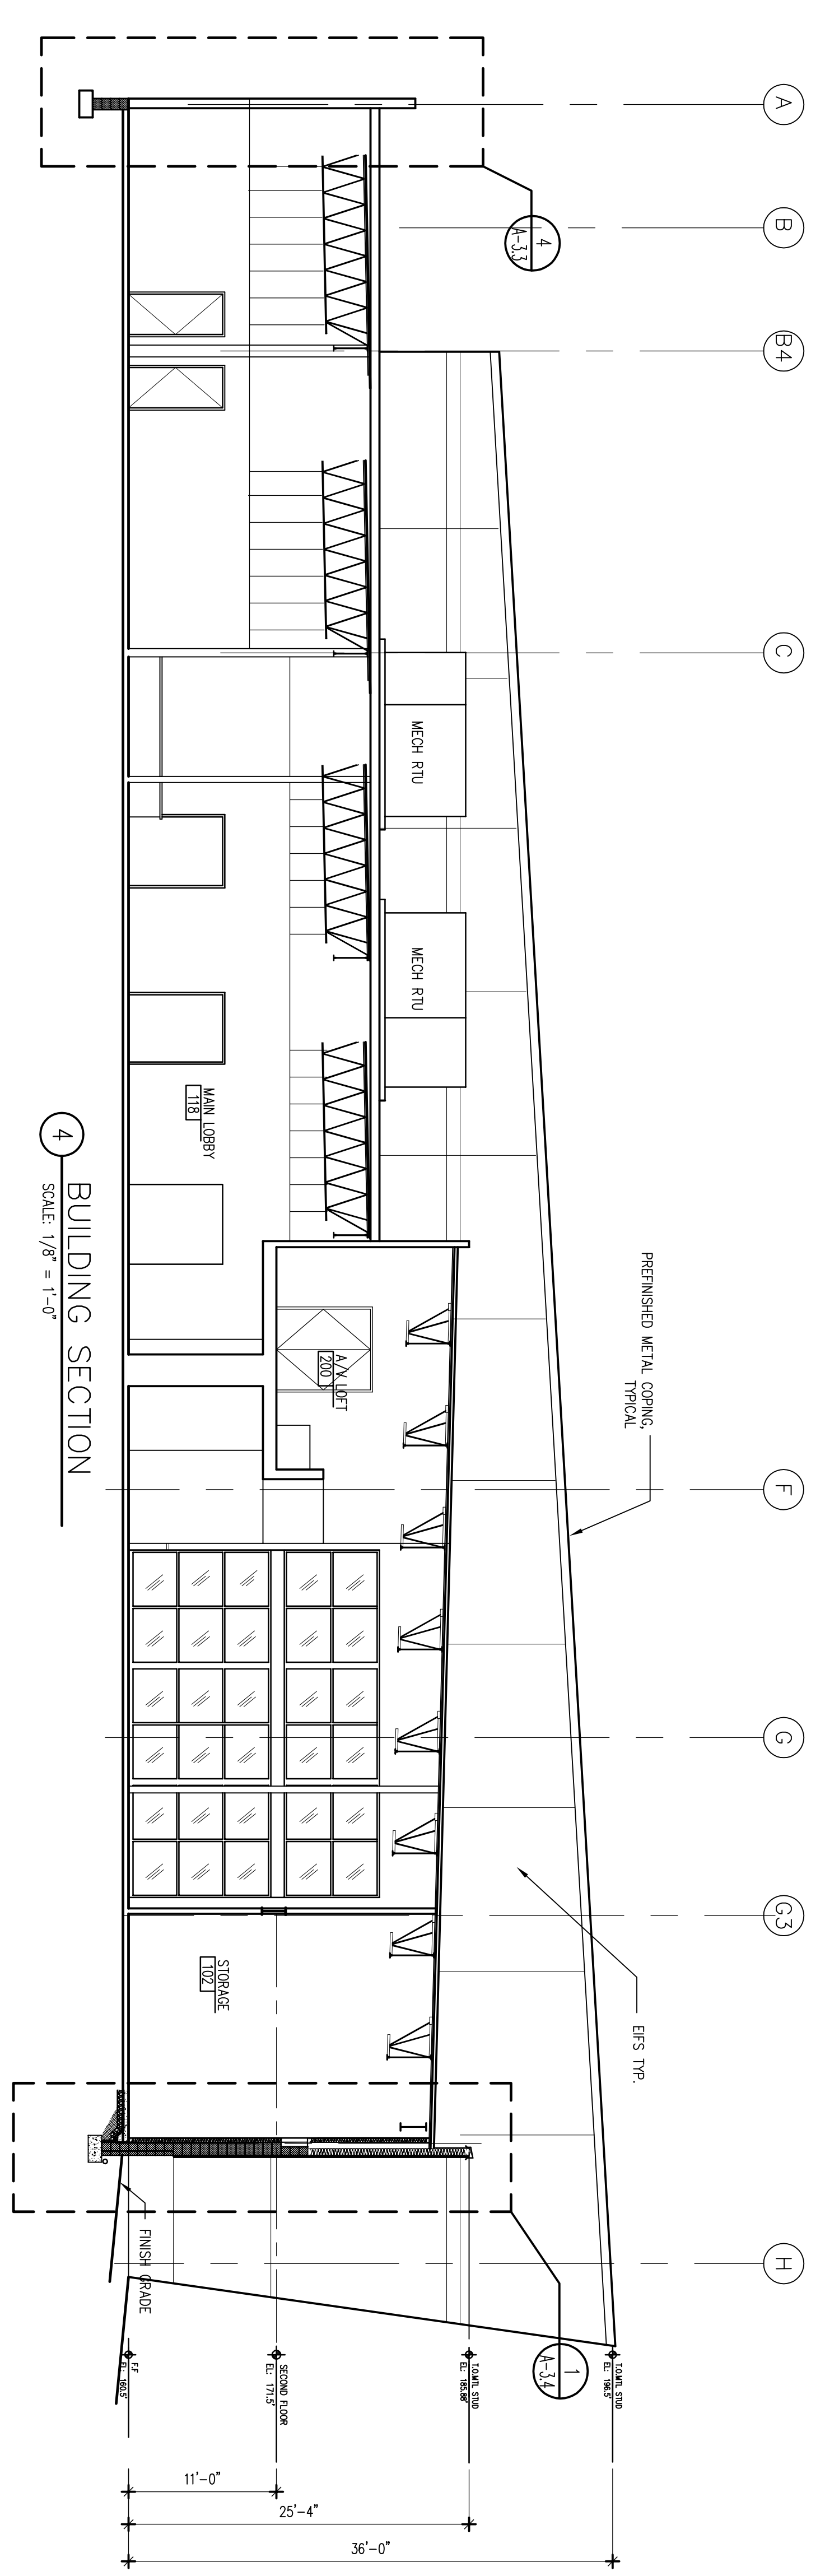 A
B
B4
C
F
G
G3
H
4
A-3.3
PREFINISHED METAL COPING,
TYPICAL
EIFS TYP.
MECH RTU
MECH RTU
MAIN LOBBY
118
A/V LOFT
200
STORAGE
102
FINISH GRADE
1
A-3.4
T.O.MTL STUD
EL: 196.5'
T.O.MTL STUD
EL: 185.88'
SECOND FLOOR
EL: 171.5'
F.F
EL: 160.5'
11'-0"
25'-4"
36'-0"
4
BUILDING SECTION
SCALE: 1/8" = 1'-0"